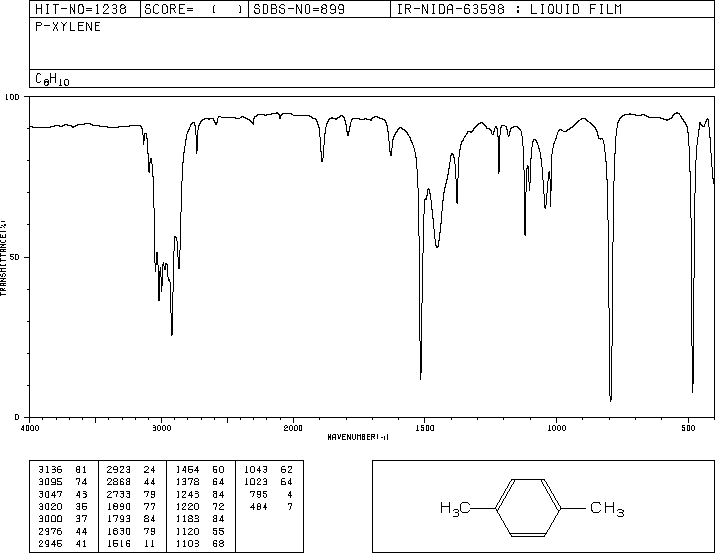 HIT-NO=1238 SCORE= ( ) SDBS-NO=899 IR-NIDA-63598 : LIQUID FILM
P-XYLENE
C8H10
100
50
0
TRANSMITTANCE(%)
4000 3000 2000 1500 1000 500
WAVENUMBER(-1)
3136 81 2923 24 1454 50 1043 62
3095 74 2868 44 1378 64 1023 64
3047 43 2733 79 1243 84 795 4
3020 35 1890 77 1220 72 484 7
3000 37 1793 84 1183 84
2976 44 1630 79 1120 55
2945 41 1516 11 1103 68
H3C CH3